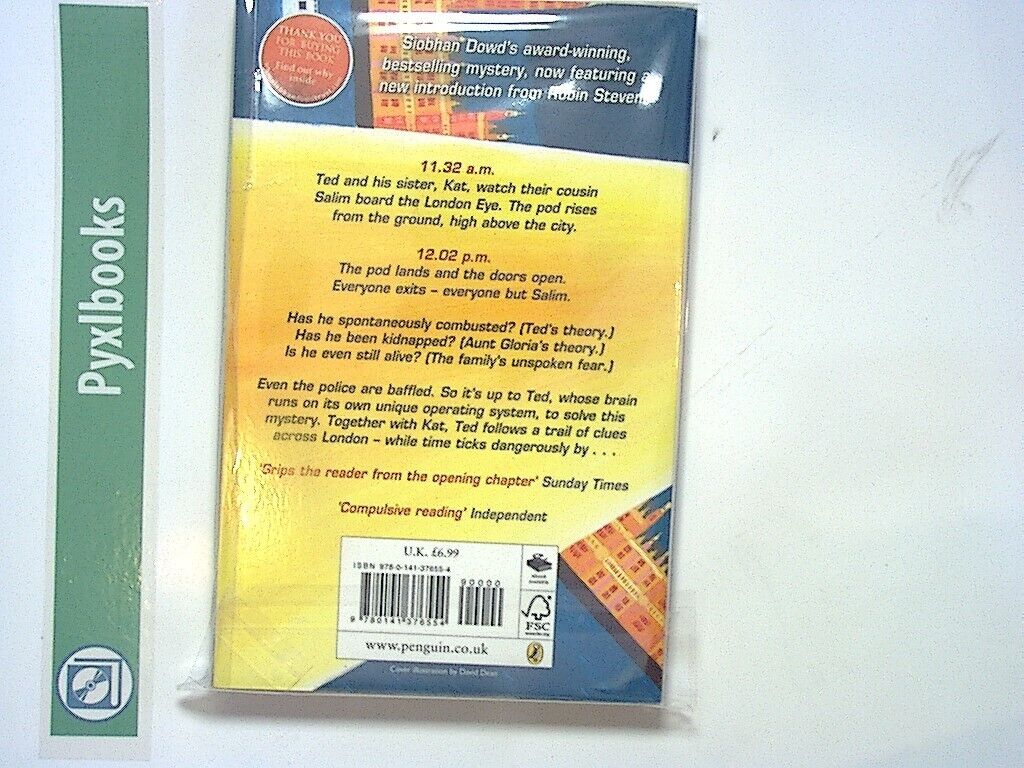 Pyxlbooks
THANK YOU
FOR BUYING
THIS BOOK
Find out why
inside
Siobhan Dowd's award-winning,
bestselling mystery, now featuring a
new introduction from Robin Stevens
11.32 a.m.
Ted and his sister, Kat, watch their cousin
Salim board the London Eye. The pod rises
from the ground, high above the city.
12.02 p.m.
The pod lands and the doors open.
Everyone exits – everyone but Salim.
Has he spontaneously combusted? (Ted's theory.)
Has he been kidnapped? (Aunt Gloria's theory.)
Is he even still alive? (The family's unspoken fear.)
Even the police are baffled. So it's up to Ted, whose brain
runs on its own unique operating system, to solve this
mystery. Together with Kat, Ted follows a trail of clues
across London – while time ticks dangerously by . . .
'Grips the reader from the opening chapter' Sunday Times
'Compulsive reading' Independent
U.K. £6.99
ISBN 978-0-141-37655-4
90000
9 780141 376554
FSC
www.penguin.co.uk
Cover illustration by David Dean